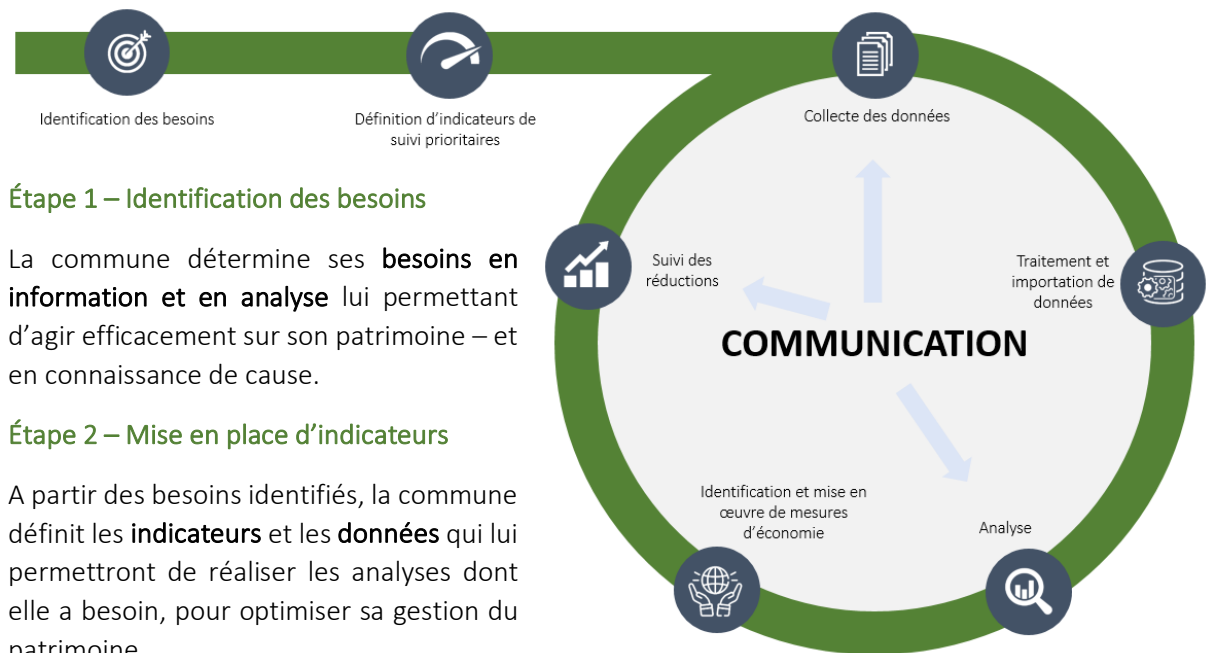 Identification des besoins
Définition d'indicateurs de
suivi prioritaires
Collecte des données
Étape 1 – Identification des besoins
La commune détermine ses besoins en
information et en analyse lui permettant
d'agir efficacement sur son patrimoine – et
en connaissance de cause.
Étape 2 – Mise en place d'indicateurs
A partir des besoins identifiés, la commune
définit les indicateurs et les données qui lui
permettront de réaliser les analyses dont
elle a besoin, pour optimiser sa gestion du
patrimoine
Suivi des
réductions
Traitement et
importation de
données
COMMUNICATION
Identification et mise en
œuvre de mesures
d'économie
Analyse